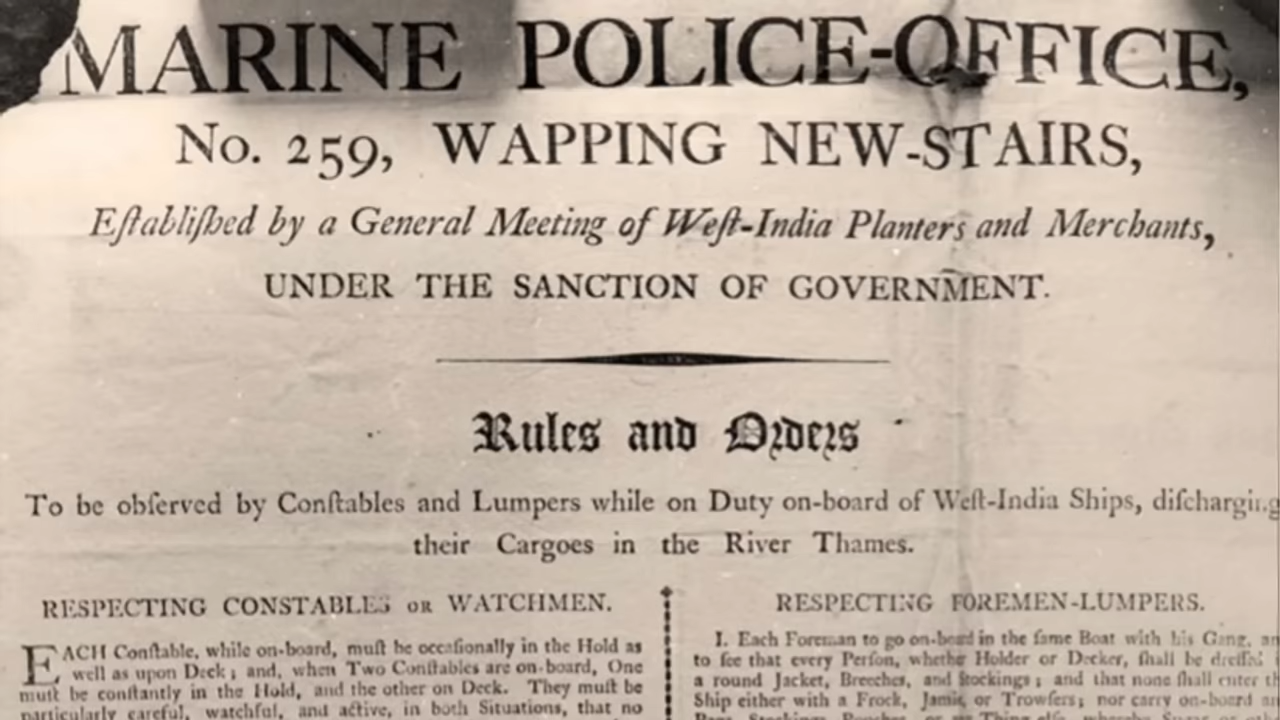 MARINE POLICE-OFFICE,
No. 259, WAPPING NEW-STAIRS,
Eſtabliſhed by a General Meeting of Weſt-India Planters and Merchants,
UNDER THE SANCTION OF GOVERNMENT.
Rules and Orders
To be obſerved by Conſtables and Lumpers while on Duty on-board of Weſt-India Ships, diſcharging
their Cargoes in the River Thames.
RESPECTING CONSTABLES OR WATCHMEN.
EACH Conſtable, while on-board, muſt be occaſionally in the Hold as
well as upon Deck; and, when Two Conſtables are on-board, One
muſt be conſtantly in the Hold, and the other on Deck. They muſt be
particularly careful, watchful, and active, in both Situations, that no
RESPECTING FOREMEN-LUMPERS.
I. Each Foreman to go on-board in the ſame Boat with his Gang, an
to ſee that every Perſon, whether Holder or Decker, ſhall be dreſſed
a round Jacket, Breeches, and Stockings; and that none ſhall enter th
Ship either with a Frock, Jamie, or Trowſers; nor carry on-board an